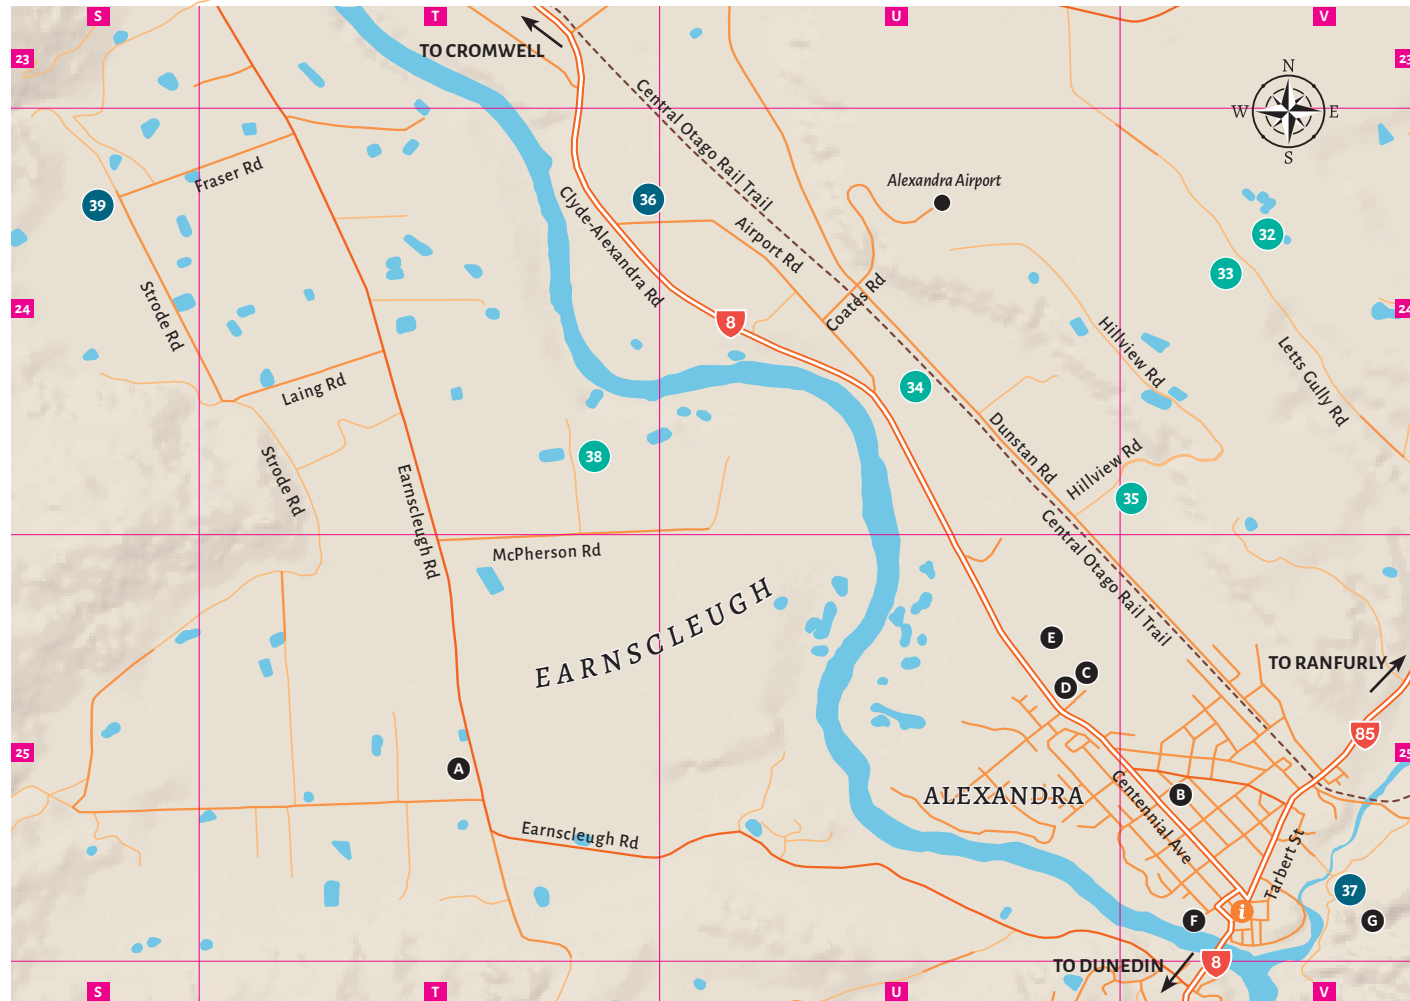 S
T
U
V
23
23
TO CROMWELL
N
W
E
S
Central Otago Rail Trail
Fraser Rd
39
36
Alexandra Airport
Clyde-Alexandra Rd
Airport Rd
32
33
Strode Rd
24
24
Coates Rd
8
Hillview Rd
Letts Gully Rd
Laing Rd
34
Dunstan Rd
Strode Rd
38
Hillview Rd
35
Earnscleugh Rd
McPherson Rd
Central Otago Rail Trail
EARNSCLEUGH
E
C
D
TO RANFURLY
85
25
25
A
ALEXANDRA
B
Centennial Ave
Earnscleugh Rd
Tarbert St
37
F
i
G
TO DUNEDIN
8
S
T
U
V